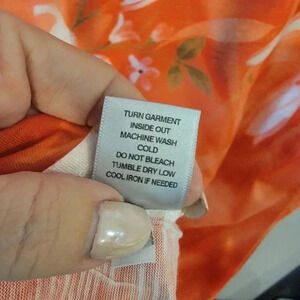 TURN GARMENT
INSIDE OUT
MACHINE WASH
COLD
DO NOT BLEACH
TUMBLE DRY LOW
COOL IRON IF NEEDED